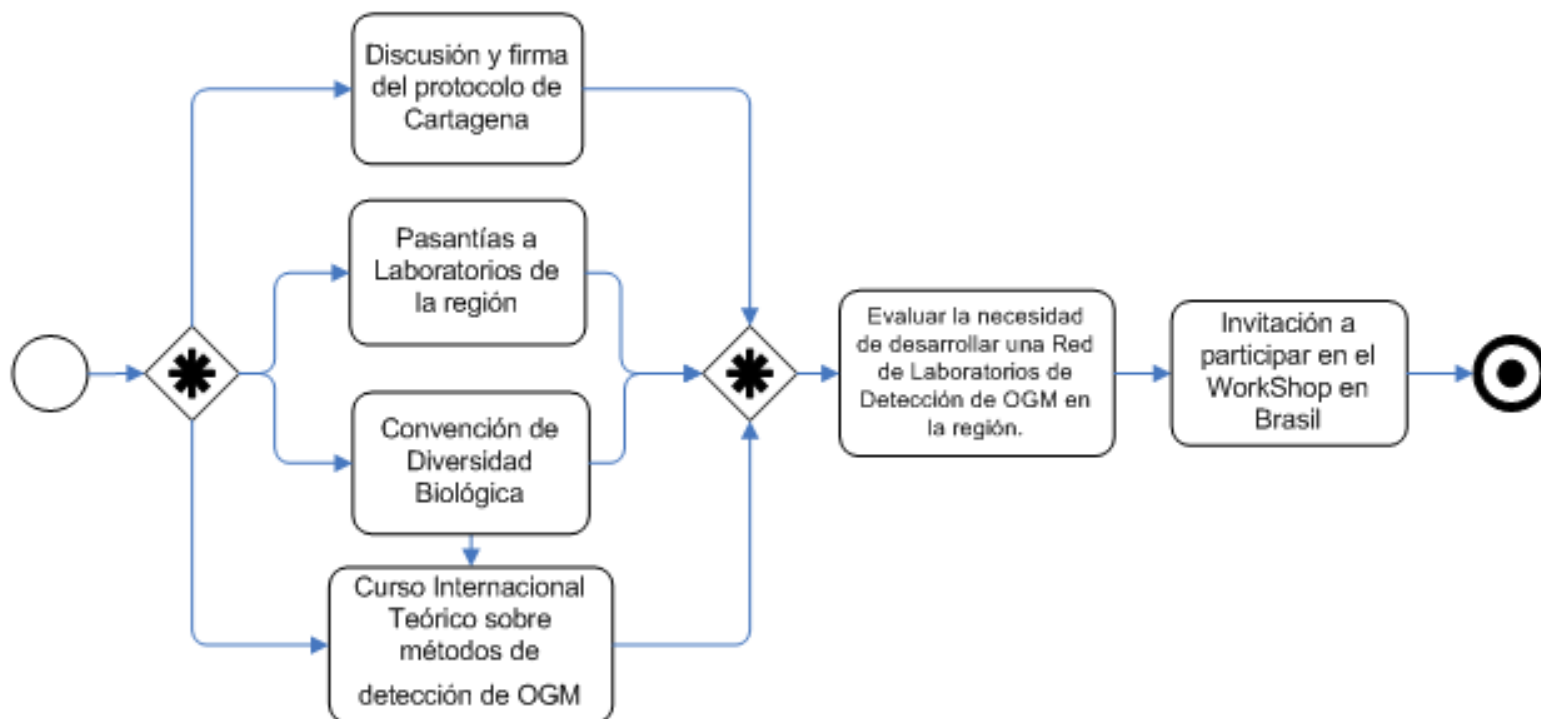 Discusión y firma
del protocolo de
Cartagena
Pasantías a
Laboratorios de
la región
Convención de
Diversidad
Biológica
Curso Internacional
Teórico sobre
métodos de
detección de OGM
Evaluar la necesidad
de desarrollar una Red
de Laboratorios de
Detección de OGM en
la región.
Invitación a
participar en el
WorkShop en
Brasil